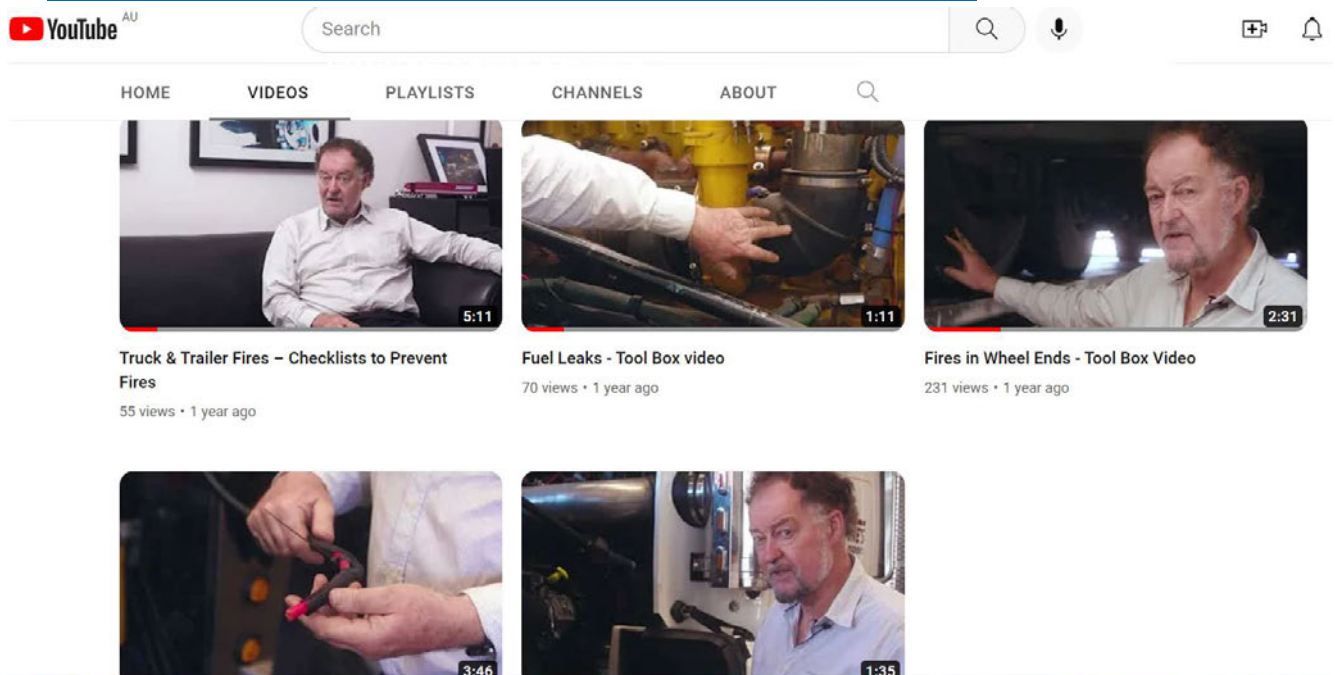 YouTube AU
Search
HOME VIDEOS PLAYLISTS CHANNELS ABOUT
5:11 1:11 2:31
Truck & Trailer Fires – Checklists to Prevent
Fires
55 views • 1 year ago
Fuel Leaks - Tool Box video
70 views • 1 year ago
Fires in Wheel Ends - Tool Box Video
231 views • 1 year ago
3:46 1:35